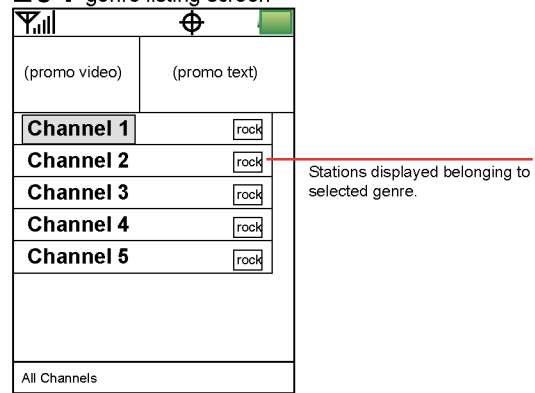 genre listing screen
(promo video) (promo text)
Channel 1 rock
Channel 2 rock
Channel 3 rock
Channel 4 rock
Channel 5 rock
Stations displayed belonging to
selected genre.
All Channels